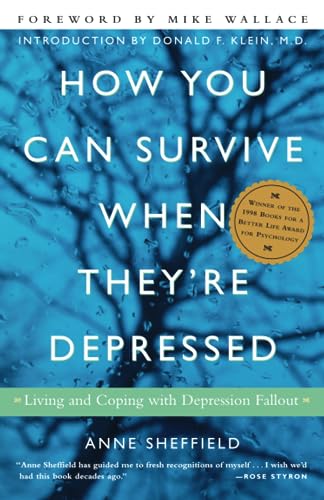 FOREWORD BY MIKE WALLACE
INTRODUCTION BY DONALD F. KLEIN, M.D.
HOW YOU
CAN SURVIVE
WHEN
THEY'RE
DEPRESSED
WINNER OF THE
1998 BOOKS FOR A
BETTER LIFE AWARD
FOR PSYCHOLOGY
Living and Coping with Depression Fallout
ANNE SHEFFIELD
"Anne Sheffield has guided me to fresh recognitions of myself . . . I wish we'd
had this book decades ago." —ROSE STYRON